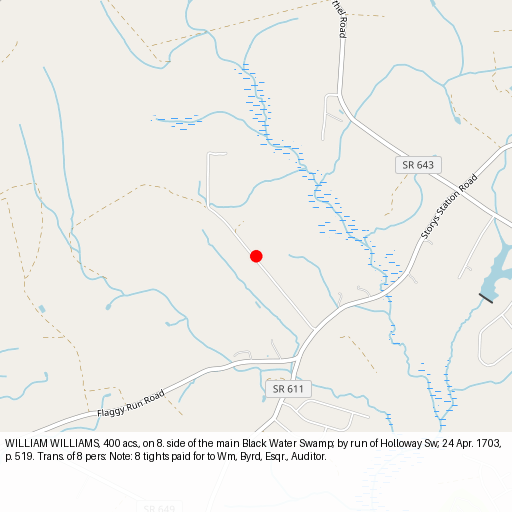 thel Road
SR 643
Storys Station Road
SR 611
Flaggy Run Road
WILLIAM WILLIAMS, 400 acs., on 8. side of the main Black Water Swamp; by run of Holloway Sw; 24 Apr. 1703,
p. 519. Trans. of 8 pers: Note: 8 tights paid for to Wm, Byrd, Esqr., Auditor.
SR 649